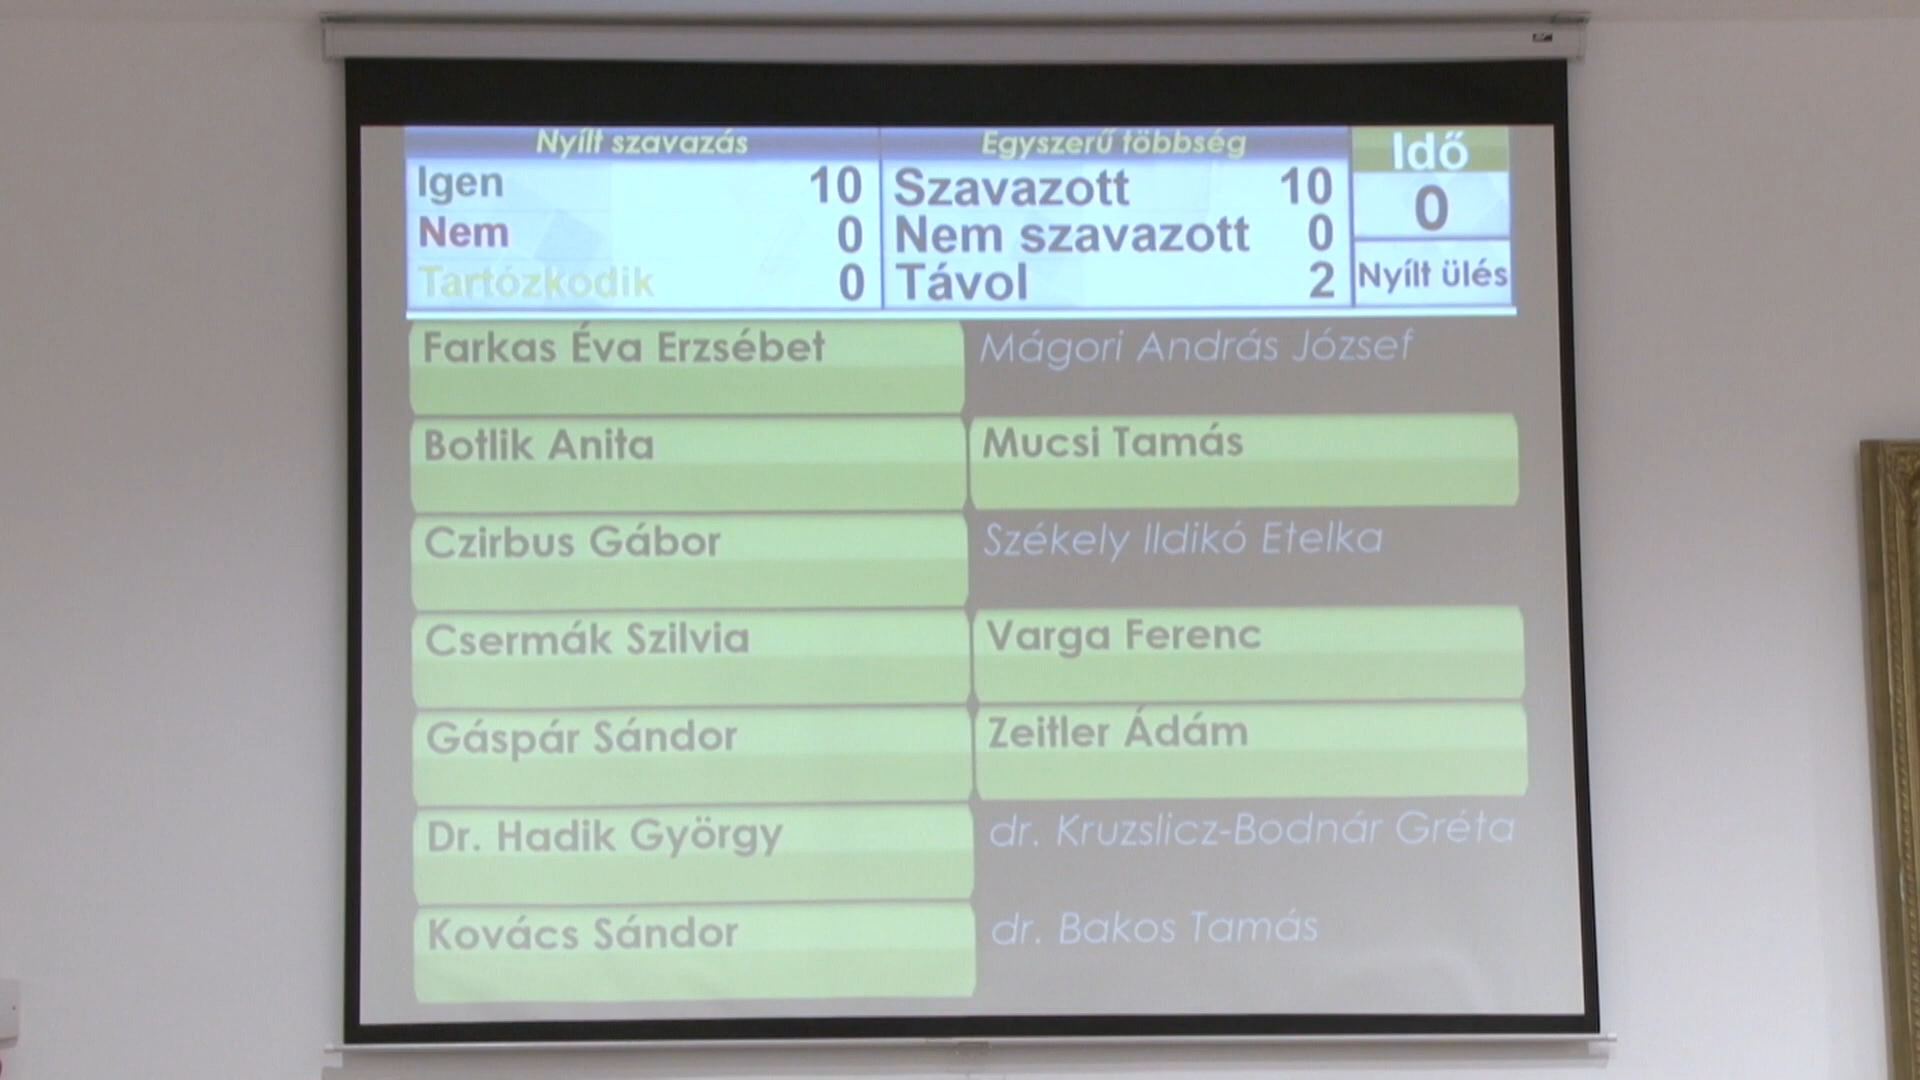 Nyílt szavazás
Igen 10
Nem 0
Tartózkodik 0
Egyszerű többség
Szavazott 10
Nem szavazott 0
Távol 2
Idő
0
Nyílt ülés
Farkas Éva Erzsébet
Botlik Anita
Czirbus Gábor
Csermák Szilvia
Gáspár Sándor
Dr. Hadik György
Kovács Sándor
Mágori András József
Mucsi Tamás
Székely Ildikó Etelka
Varga Ferenc
Zeitler Ádám
dr. Kruzslicz-Bodnár Gréta
dr. Bakos Tamás